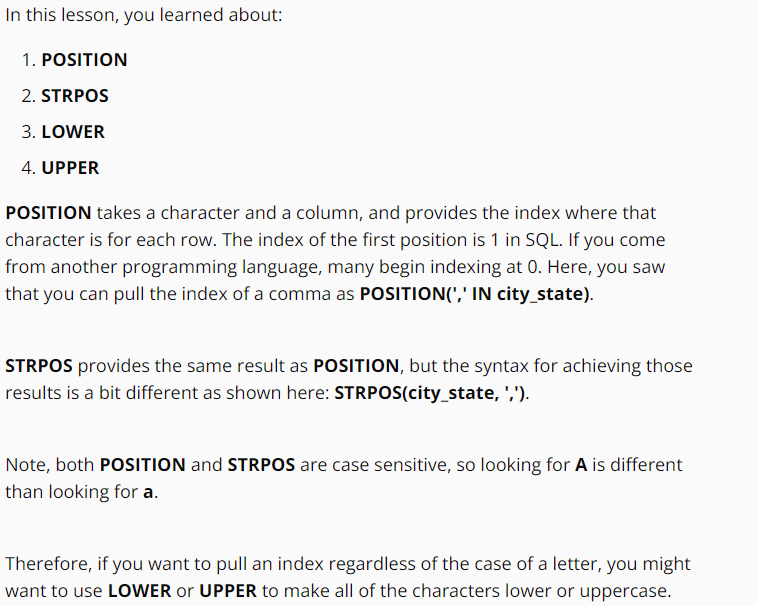 In this lesson, you learned about:
1. POSITION
2. STRPOS
3. LOWER
4. UPPER
POSITION takes a character and a column, and provides the index where that
character is for each row. The index of the first position is 1 in SQL. If you come
from another programming language, many begin indexing at 0. Here, you saw
that you can pull the index of a comma as POSITION(',' IN city_state).
STRPOS provides the same result as POSITION, but the syntax for achieving those
results is a bit different as shown here: STRPOS(city_state, ',').
Note, both POSITION and STRPOS are case sensitive, so looking for A is different
than looking for a.
Therefore, if you want to pull an index regardless of the case of a letter, you might
want to use LOWER or UPPER to make all of the characters lower or uppercase.